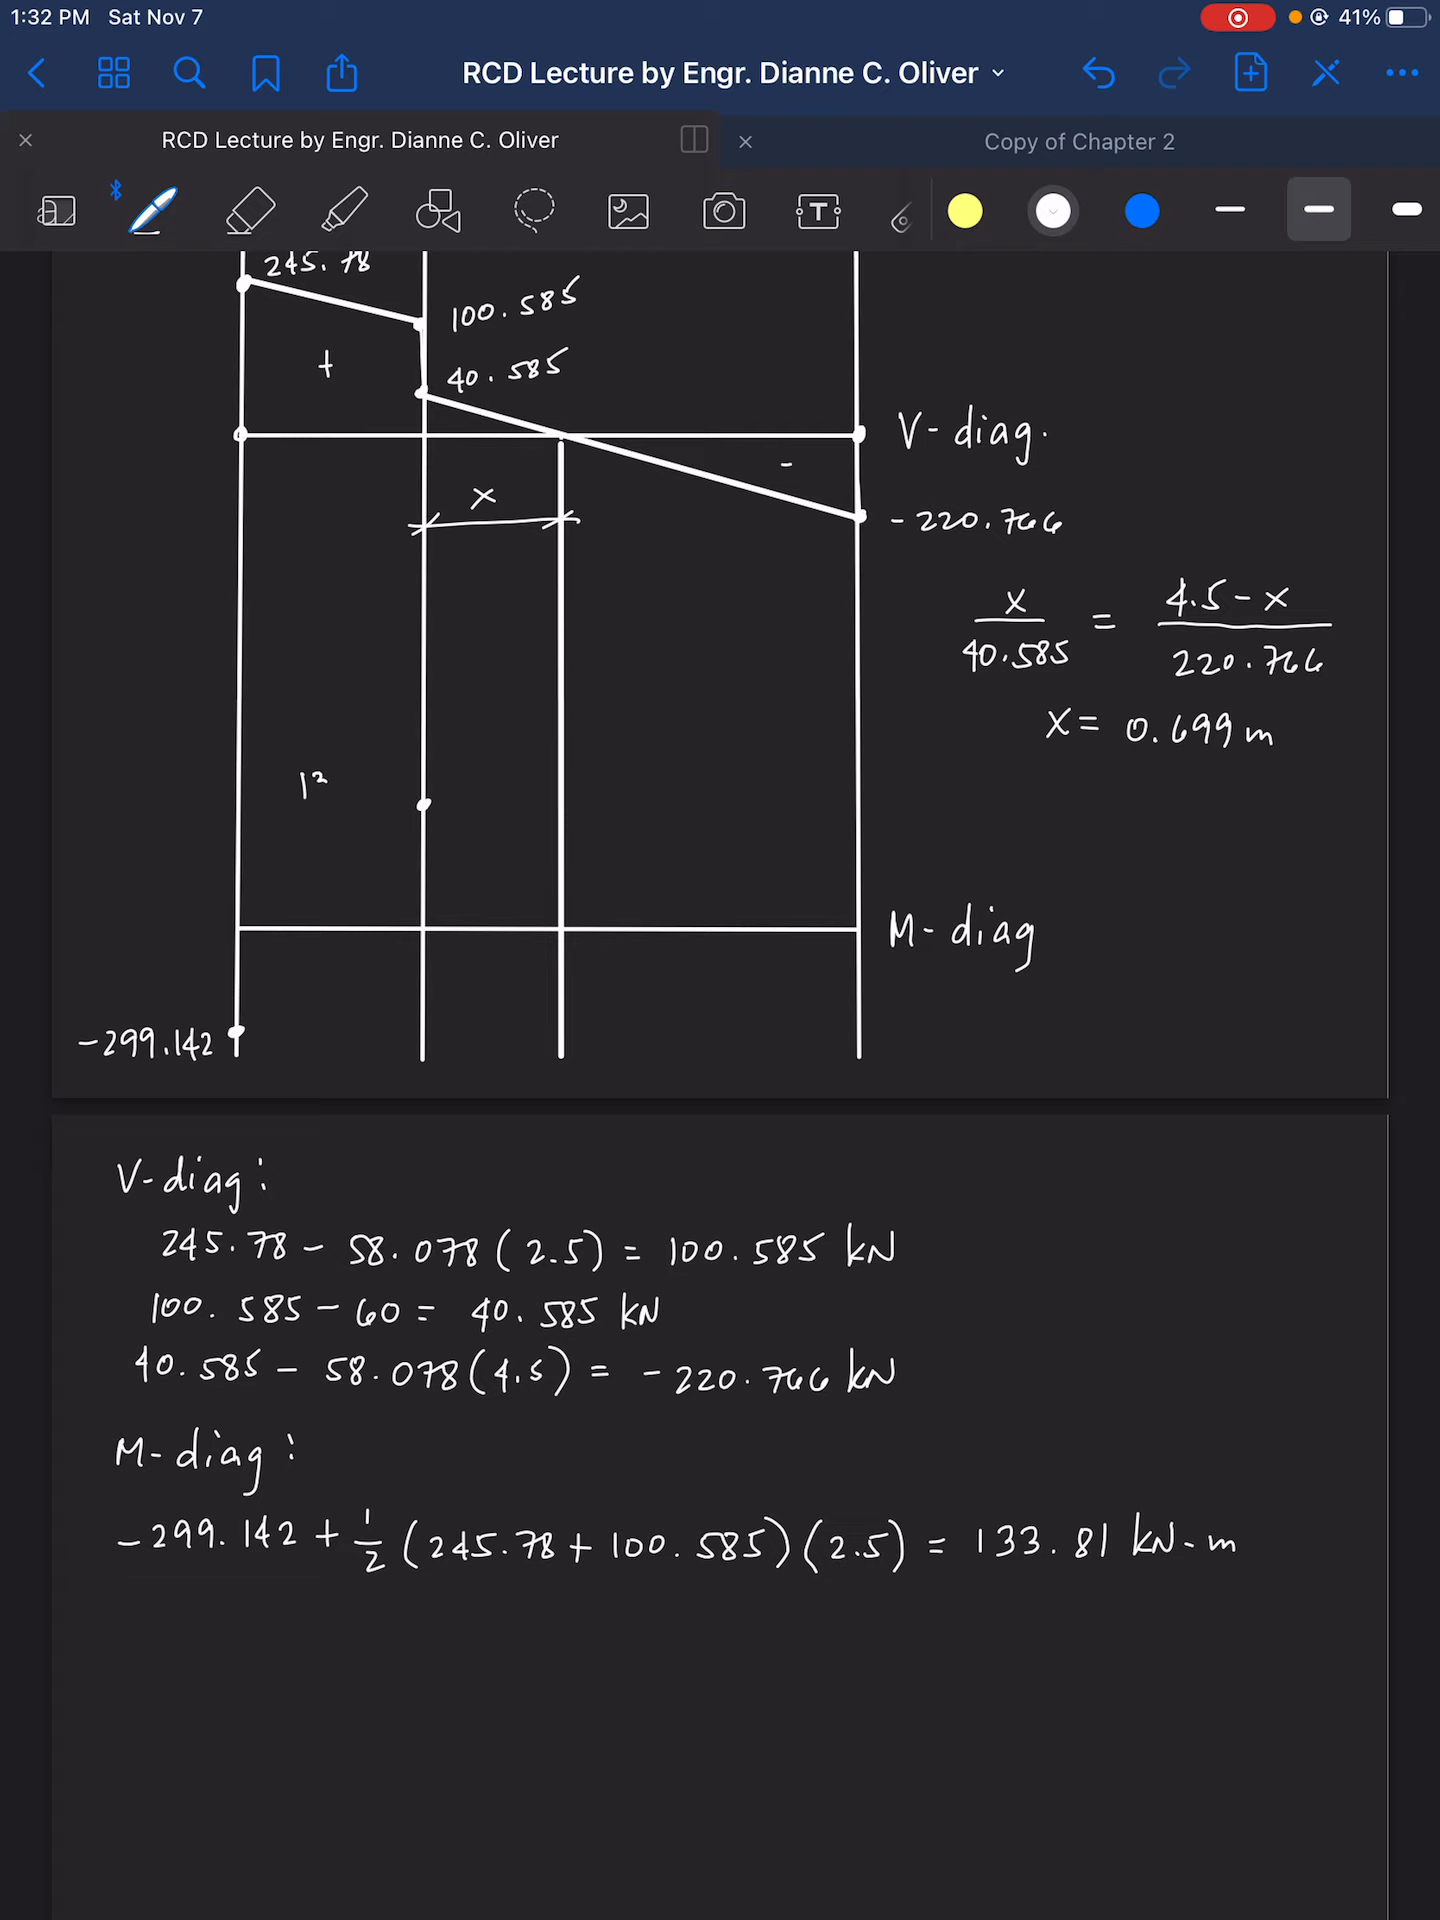 1:32 PM Sat Nov 7
41%
RCD Lecture by Engr. Dianne C. Oliver
RCD Lecture by Engr. Dianne C. Oliver
Copy of Chapter 2
T
245.78
100.585
+
40.585
V-diag.
-
x
-220.766
x/40.585 = 4.5-x/220.766
x = 0.699 m
M-diag
-299.142
V-diag:
245.78 - 58.078 (2.5) = 100.585 kN
100.585 - 60 = 40.585 kN
40.585 - 58.078 (4.5) = -220.766 kN
M-diag:
-299.142 + 1/2 (245.78 + 100.585)(2.5) = 133.81 kN-m